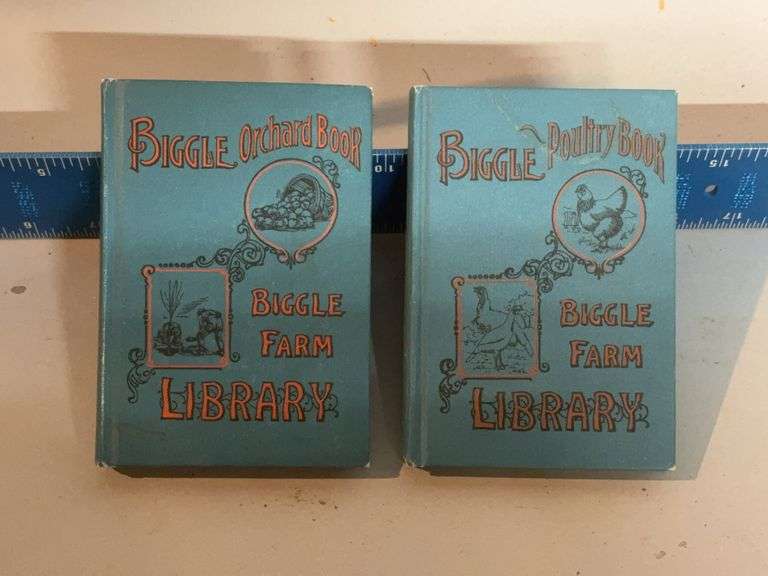 BIGGLE Orchard Book
BIGGLE
FARM
LIBRARY
BIGGLE Poultry Book
BIGGLE
FARM
LIBRARY